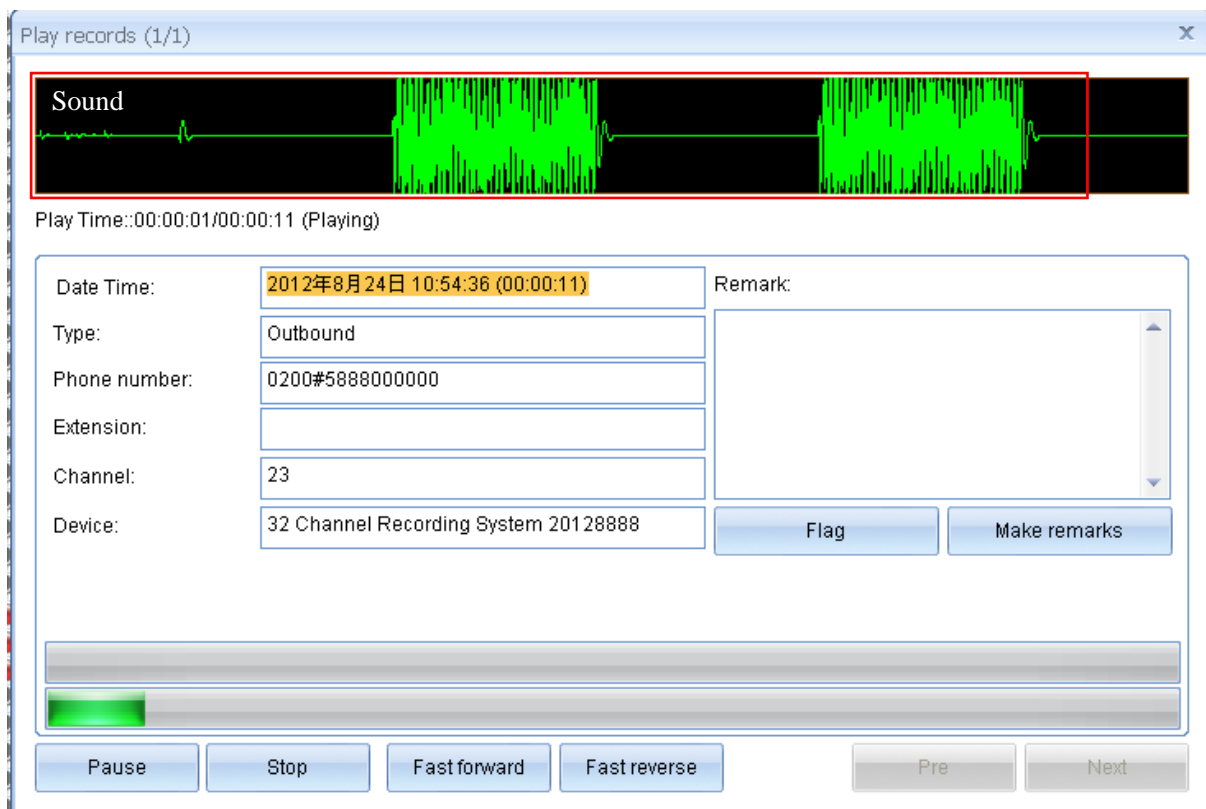 Play records (1/1)
Sound
Play Time::00:00:01/00:00:11 (Playing)
Date Time:
2012年8月24日 10:54:36 (00:00:11)
Remark:
Type:
Outbound
Phone number:
0200#5888000000
Extension:
Channel:
23
Device:
32 Channel Recording System 20128888
Flag
Make remarks
Pause
Stop
Fast forward
Fast reverse
Pre
Next